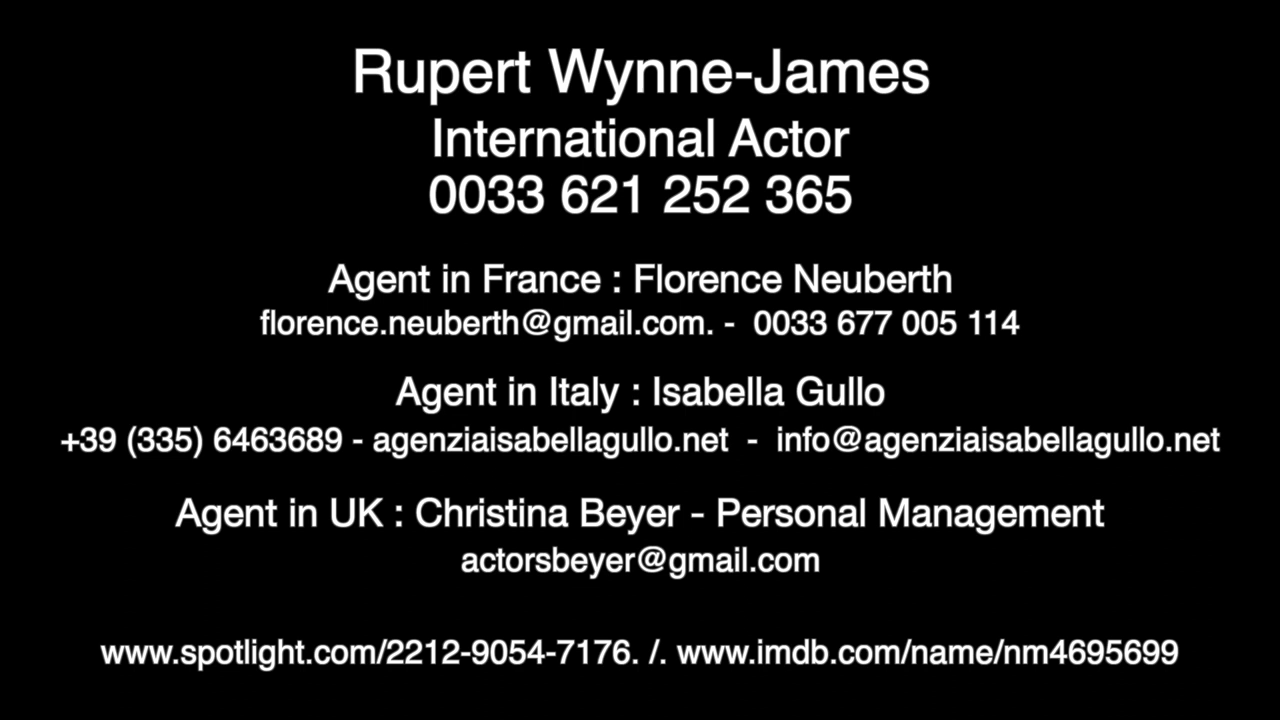 Rupert Wynne-James
International Actor
0033 621 252 365
Agent in France : Florence Neuberth
florence.neuberth@gmail.com. - 0033 677 005 114
Agent in Italy : Isabella Gullo
+39 (335) 6463689 - agenziaisabellagullo.net - info@agenziaisabellagullo.net
Agent in UK : Christina Beyer - Personal Management
actorsbeyer@gmail.com
www.spotlight.com/2212-9054-7176. /. www.imdb.com/name/nm4695699